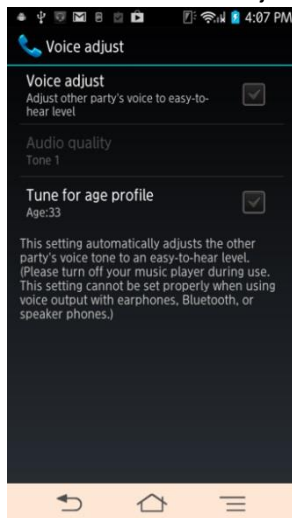 4:07 PM
Voice adjust
Voice adjust
Adjust other party's voice to easy-to-
hear level
Audio quality
Tone 1
Tune for age profile
Age:33
This setting automatically adjusts the other
party's voice tone to an easy-to-hear level.
(Please turn off your music player during use.
This setting cannot be set properly when using
voice output with earphones, Bluetooth, or
speaker phones.)